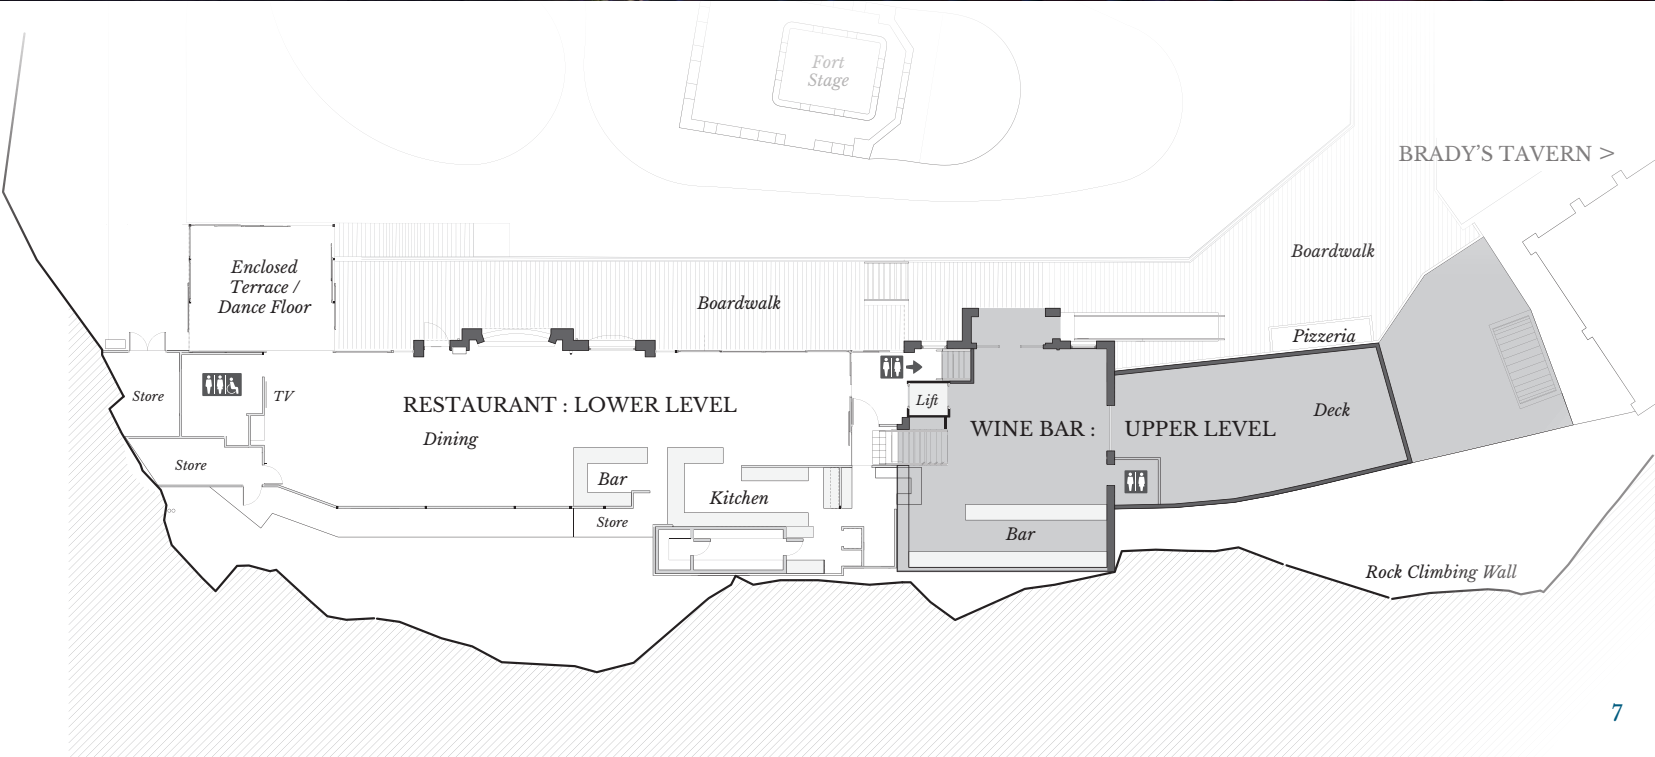 Fort
Stage
BRADY'S TAVERN >
Boardwalk
Enclosed
Terrace /
Dance Floor
Boardwalk
Pizzeria
Store
TV
RESTAURANT : LOWER LEVEL
Dining
Lift
WINE BAR : UPPER LEVEL
Deck
Store
Bar
Kitchen
Store
Bar
Rock Climbing Wall
7